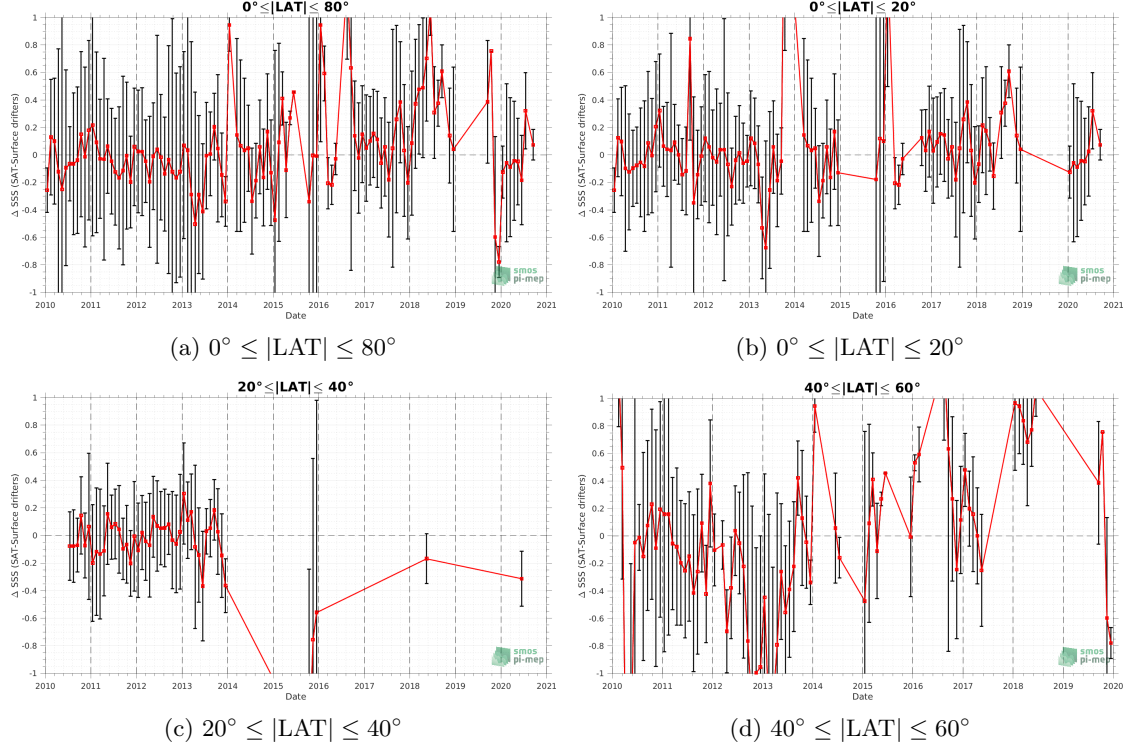 0°≤|LAT|≤ 80°
1
0.8
0.6
0.4
0.2
0
-0.2
-0.4
-0.6
-0.8
-1
Δ SSS (SAT-Surface drifters)
2010 2011 2012 2013 2014 2015 2016 2017 2018 2019 2020 2021
Date
smos
pi-mep
(a) 0° ≤ |LAT| ≤ 80°
0°≤|LAT|≤ 20°
1
0.8
0.6
0.4
0.2
0
-0.2
-0.4
-0.6
-0.8
-1
Δ SSS (SAT-Surface drifters)
2010 2011 2012 2013 2014 2015 2016 2017 2018 2019 2020 2021
Date
smos
pi-mep
(b) 0° ≤ |LAT| ≤ 20°
20°≤|LAT|≤ 40°
1
0.8
0.6
0.4
0.2
0
-0.2
-0.4
-0.6
-0.8
-1
Δ SSS (SAT-Surface drifters)
2010 2011 2012 2013 2014 2015 2016 2017 2018 2019 2020 2021
Date
smos
pi-mep
(c) 20° ≤ |LAT| ≤ 40°
40°≤|LAT|≤ 60°
1
0.8
0.6
0.4
0.2
0
-0.2
-0.4
-0.6
-0.8
-1
Δ SSS (SAT-Surface drifters)
2010 2011 2012 2013 2014 2015 2016 2017 2018 2019 2020
Date
smos
pi-mep
(d) 40° ≤ |LAT| ≤ 60°